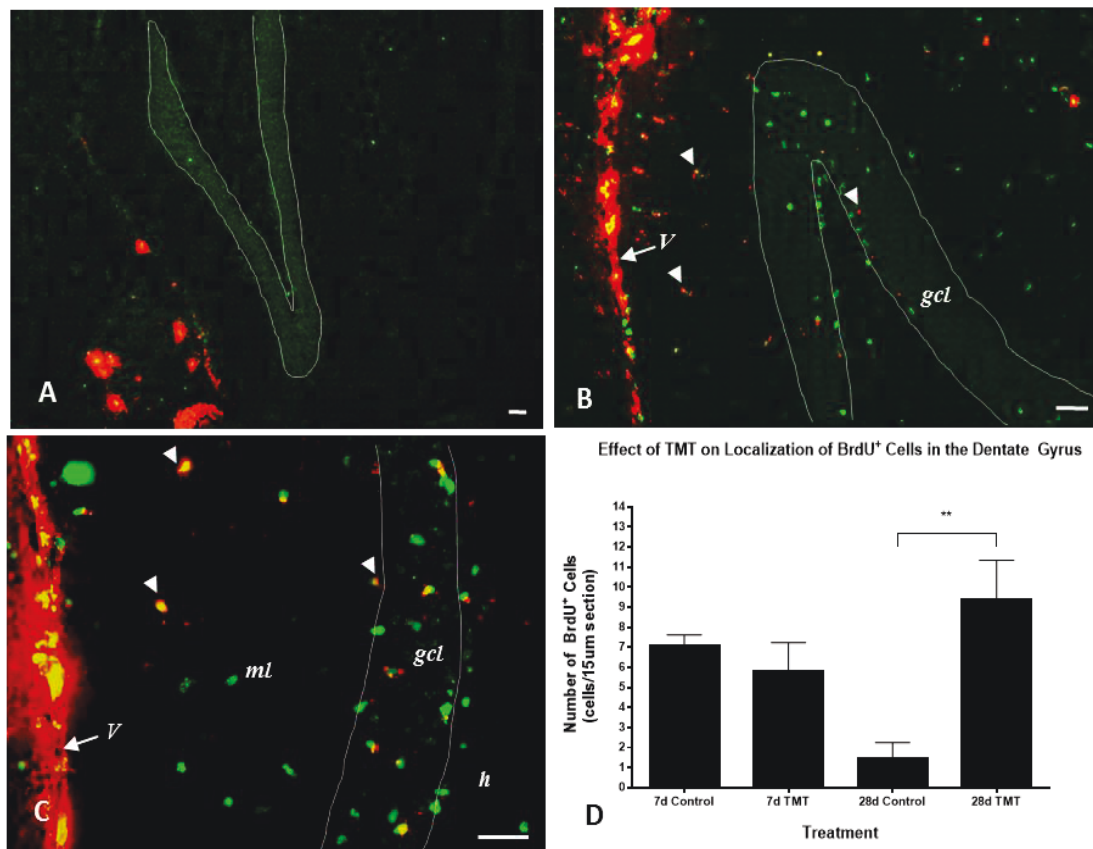 A
V
gcl
B
ml
gcl
V
h
C
Effect of TMT on Localization of BrdU⁺ Cells in the Dentate Gyrus
**
Number of BrdU⁺ Cells
(cells/15um section)
14
13
12
11
10
9
8
7
6
5
4
3
2
1
0
7d Control 7d TMT 28d Control 28d TMT
D
Treatment